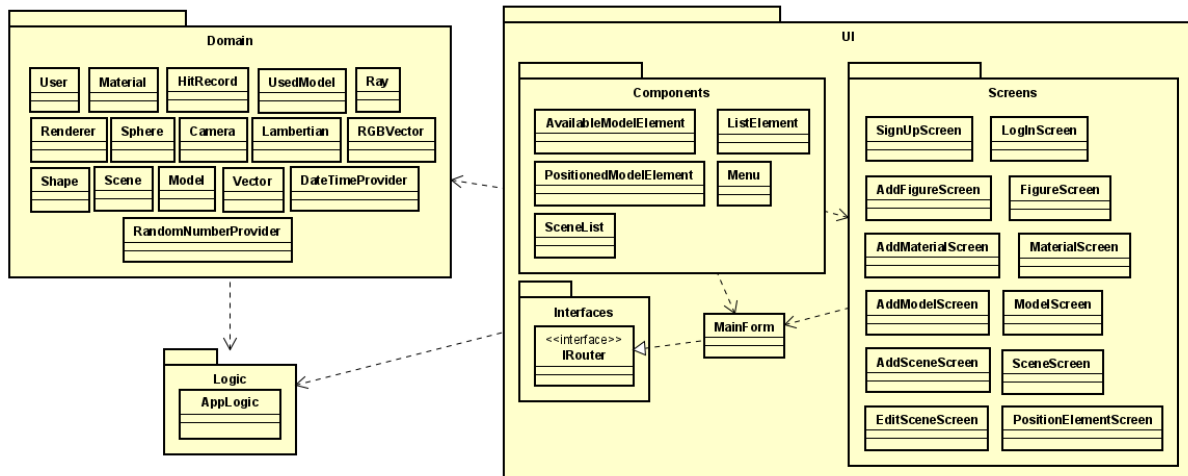 Domain
User
Material
HitRecord
UsedModel
Ray
Renderer
Sphere
Camera
Lambertian
RGBVector
Shape
Scene
Model
Vector
DateTimeProvider
RandomNumberProvider
Logic
AppLogic
UI
Components
AvailableModelElement
ListElement
PositionedModelElement
Menu
SceneList
Interfaces
<<interface>>
IRouter
MainForm
Screens
SignUpScreen
LogInScreen
AddFigureScreen
FigureScreen
AddMaterialScreen
MaterialScreen
AddModelScreen
ModelScreen
AddSceneScreen
SceneScreen
EditSceneScreen
PositionElementScreen